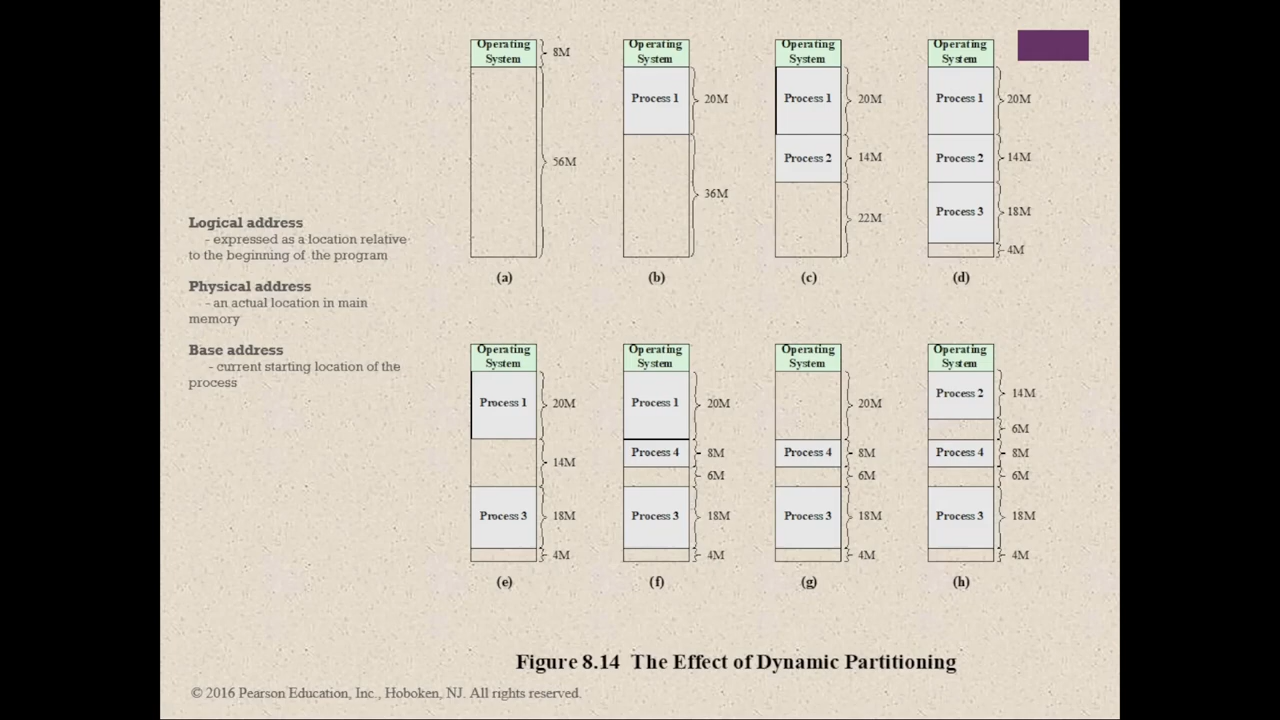 Logical address
- expressed as a location relative
to the beginning of the program
Physical address
- an actual location in main
memory
Base address
- current starting location of the
process
Operating
System
8M
56M
(a)
Operating
System
Process 1
20M
36M
(b)
Operating
System
Process 1
20M
Process 2
14M
22M
(c)
Operating
System
Process 1
20M
Process 2
14M
Process 3
18M
4M
(d)
Operating
System
Process 1
20M
14M
Process 3
18M
4M
(e)
Operating
System
Process 1
20M
Process 4
8M
6M
Process 3
18M
4M
(f)
Operating
System
20M
Process 4
8M
6M
Process 3
18M
4M
(g)
Operating
System
Process 2
14M
6M
Process 4
8M
6M
Process 3
18M
4M
(h)
Figure 8.14 The Effect of Dynamic Partitioning
© 2016 Pearson Education, Inc., Hoboken, NJ. All rights reserved.